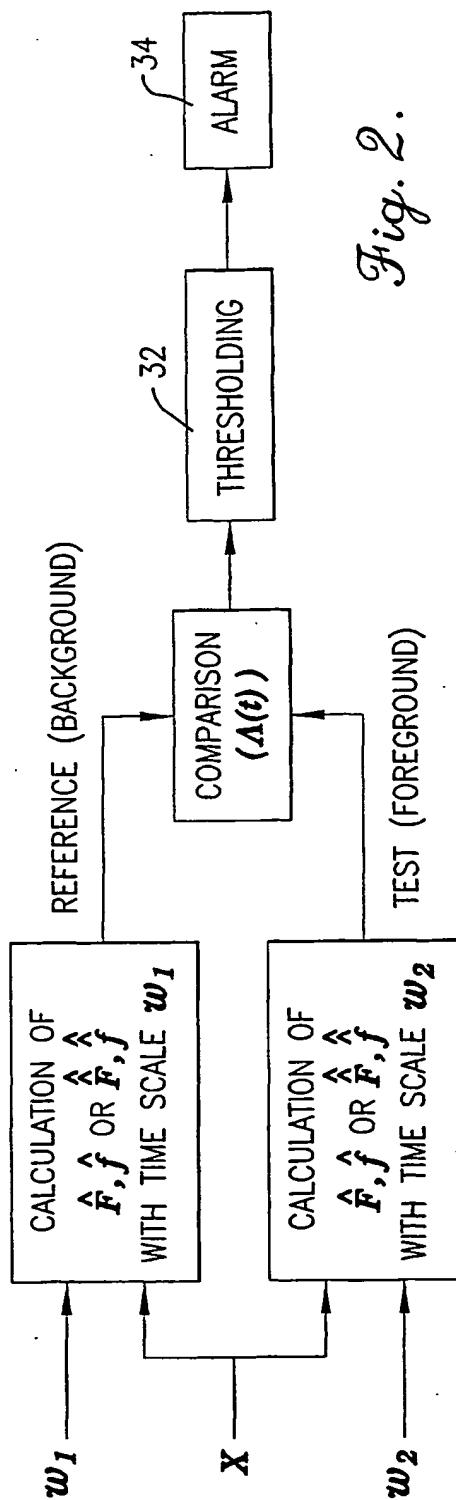 w₁
X
w₂
CALCULATION OF
F̂, f̂ OR F̂, f̂
WITH TIME SCALE w₁
CALCULATION OF
F̂, f̂ OR F̂, f̂
WITH TIME SCALE w₂
REFERENCE (BACKGROUND)
TEST (FOREGROUND)
COMPARISON
(Λ(t))
32
THRESHOLDING
34
ALARM
Fig. 2.